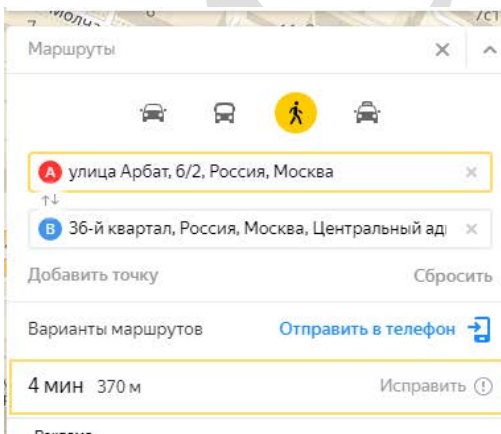 Маршруты
A улица Арбат, 6/2, Россия, Москва
B 36-й квартал, Россия, Москва, Центральный ад
Добавить точку Сбросить
Варианты маршрутов Отправить в телефон
4 мин 370 м Исправить